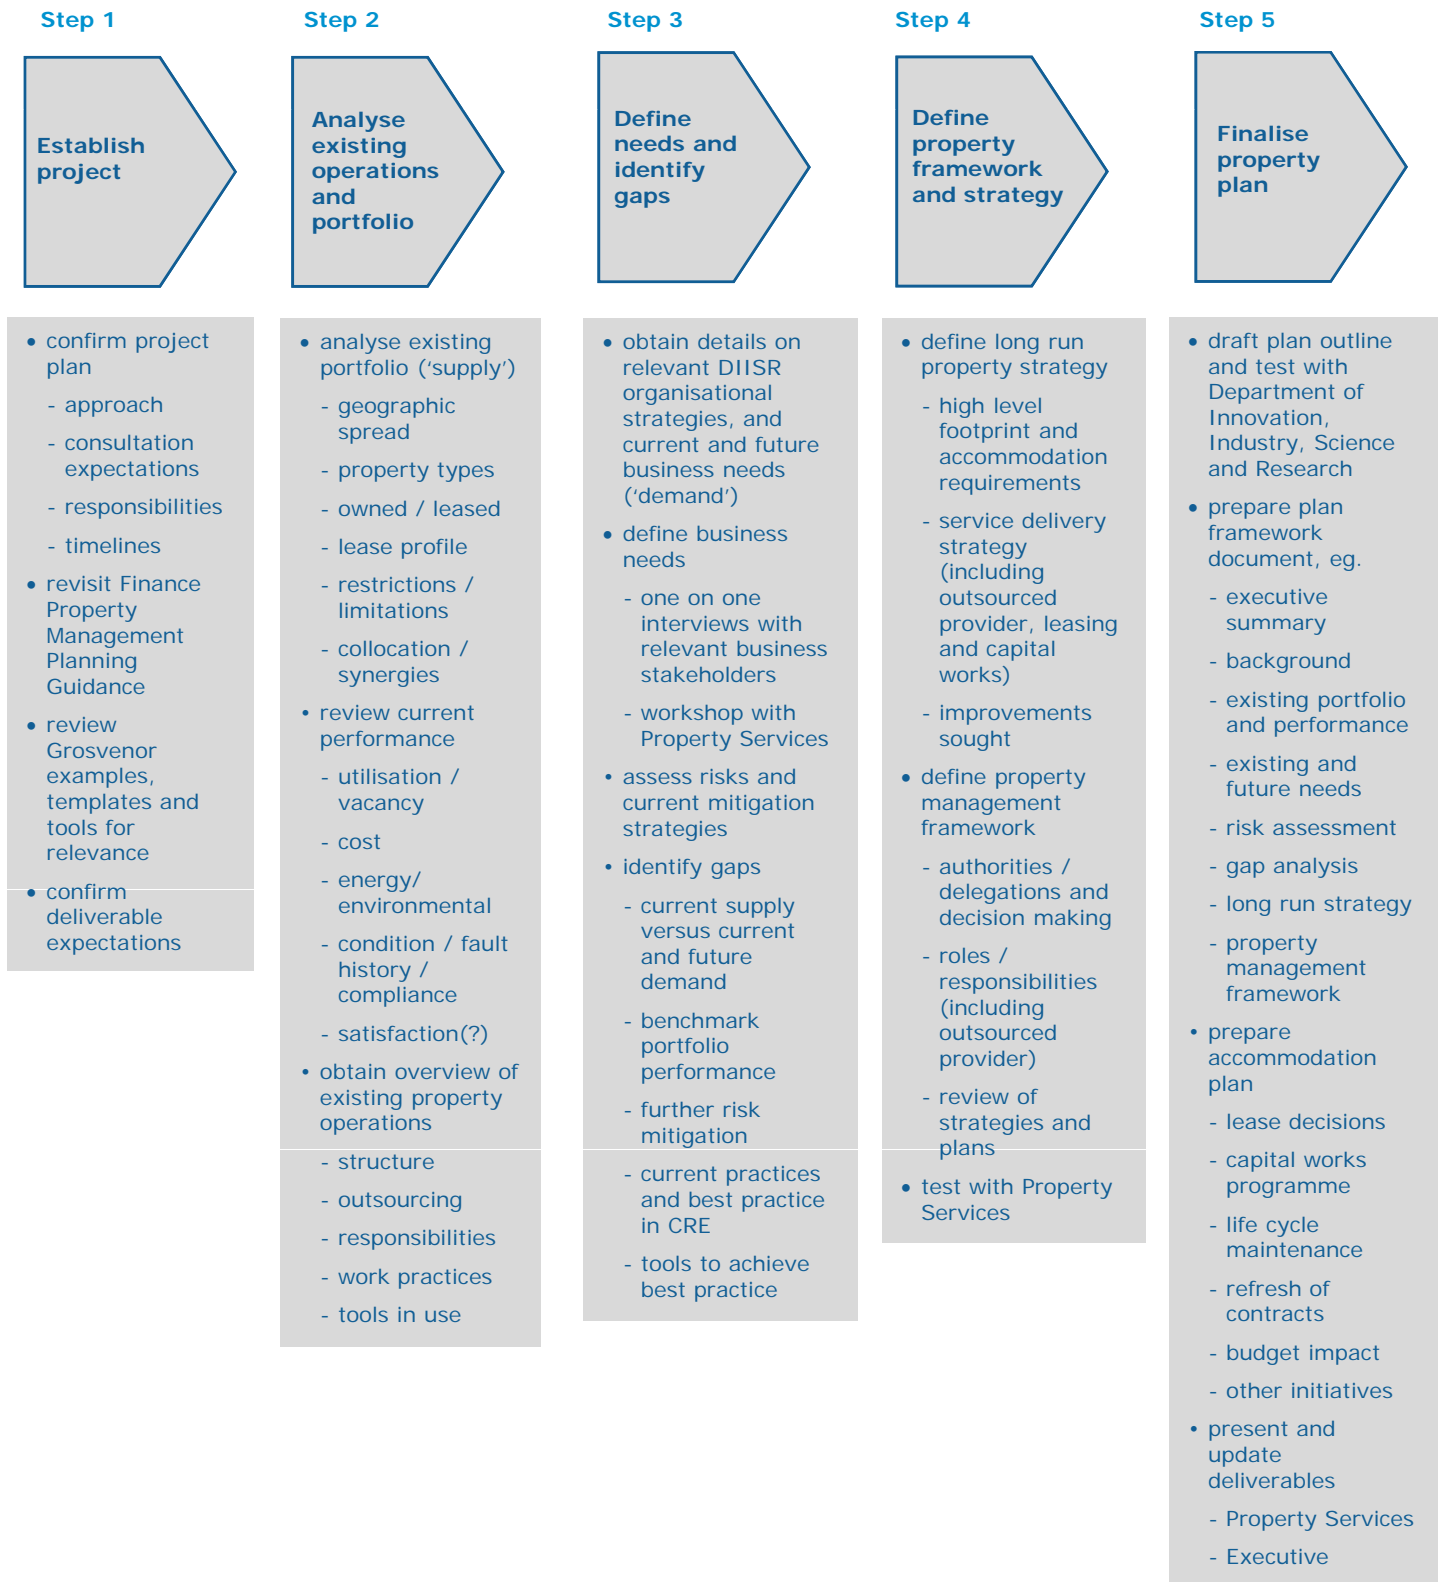 Step 1
Step 2
Step 3
Step 4
Step 5
Establish
project
Analyse
existing
operations
and
portfolio
Define
needs and
identify
gaps
Define
property
framework
and strategy
Finalise
property
plan
• confirm project
plan
- approach
- consultation
expectations
- responsibilities
- timelines
• revisit Finance
Property
Management
Planning
Guidance
• review
Grosvenor
examples,
templates and
tools for
relevance
• confirm
deliverable
expectations
• analyse existing
portfolio (‘supply’)
- geographic
spread
- property types
- owned / leased
- lease profile
- restrictions /
limitations
- collocation /
synergies
• review current
performance
- utilisation /
vacancy
- cost
- energy/
environmental
- condition / fault
history /
compliance
- satisfaction(?)
• obtain overview of
existing property
operations
- structure
- outsourcing
- responsibilities
- work practices
- tools in use
• obtain details on
relevant DIISR
organisational
strategies, and
current and future
business needs
(‘demand’)
• define business
needs
- one on one
interviews with
relevant business
stakeholders
- workshop with
Property Services
• assess risks and
current mitigation
strategies
• identify gaps
- current supply
versus current
and future
demand
- benchmark
portfolio
performance
- further risk
mitigation
- current practices
and best practice
in CRE
- tools to achieve
best practice
• define long run
property strategy
- high level
footprint and
accommodation
requirements
- service delivery
strategy
(including
outsourced
provider, leasing
and capital
works)
- improvements
sought
• define property
management
framework
- authorities /
delegations and
decision making
- roles /
responsibilities
(including
outsourced
provider)
- review of
strategies and
plans
• test with Property
Services
• draft plan outline
and test with
Department of
Innovation,
Industry, Science
and Research
• prepare plan
framework
document, eg.
- executive
summary
- background
- existing portfolio
and performance
- existing and
future needs
- risk assessment
- gap analysis
- long run strategy
- property
management
framework
• prepare
accommodation
plan
- lease decisions
- capital works
programme
- life cycle
maintenance
- refresh of
contracts
- budget impact
- other initiatives
• present and
update
deliverables
- Property Services
- Executive